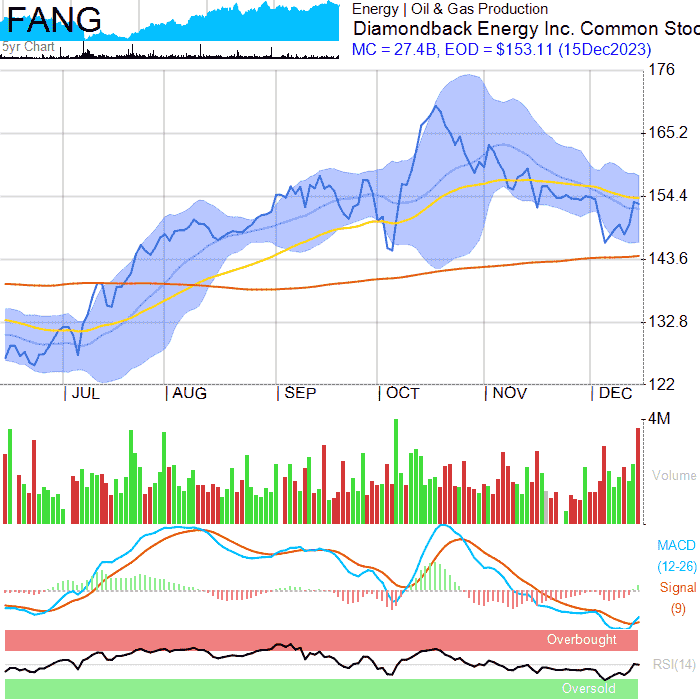 FANG
5yr Chart
Energy | Oil & Gas Production
Diamondback Energy Inc. Common Stoc
MC = 27.4B, EOD = $153.11 (15Dec2023)
176
165.2
154.4
143.6
132.8
122
JUL AUG SEP OCT NOV DEC
4M
Volume
MACD
(12-26)
Signal
(9)
Overbought
RSI(14)
Oversold